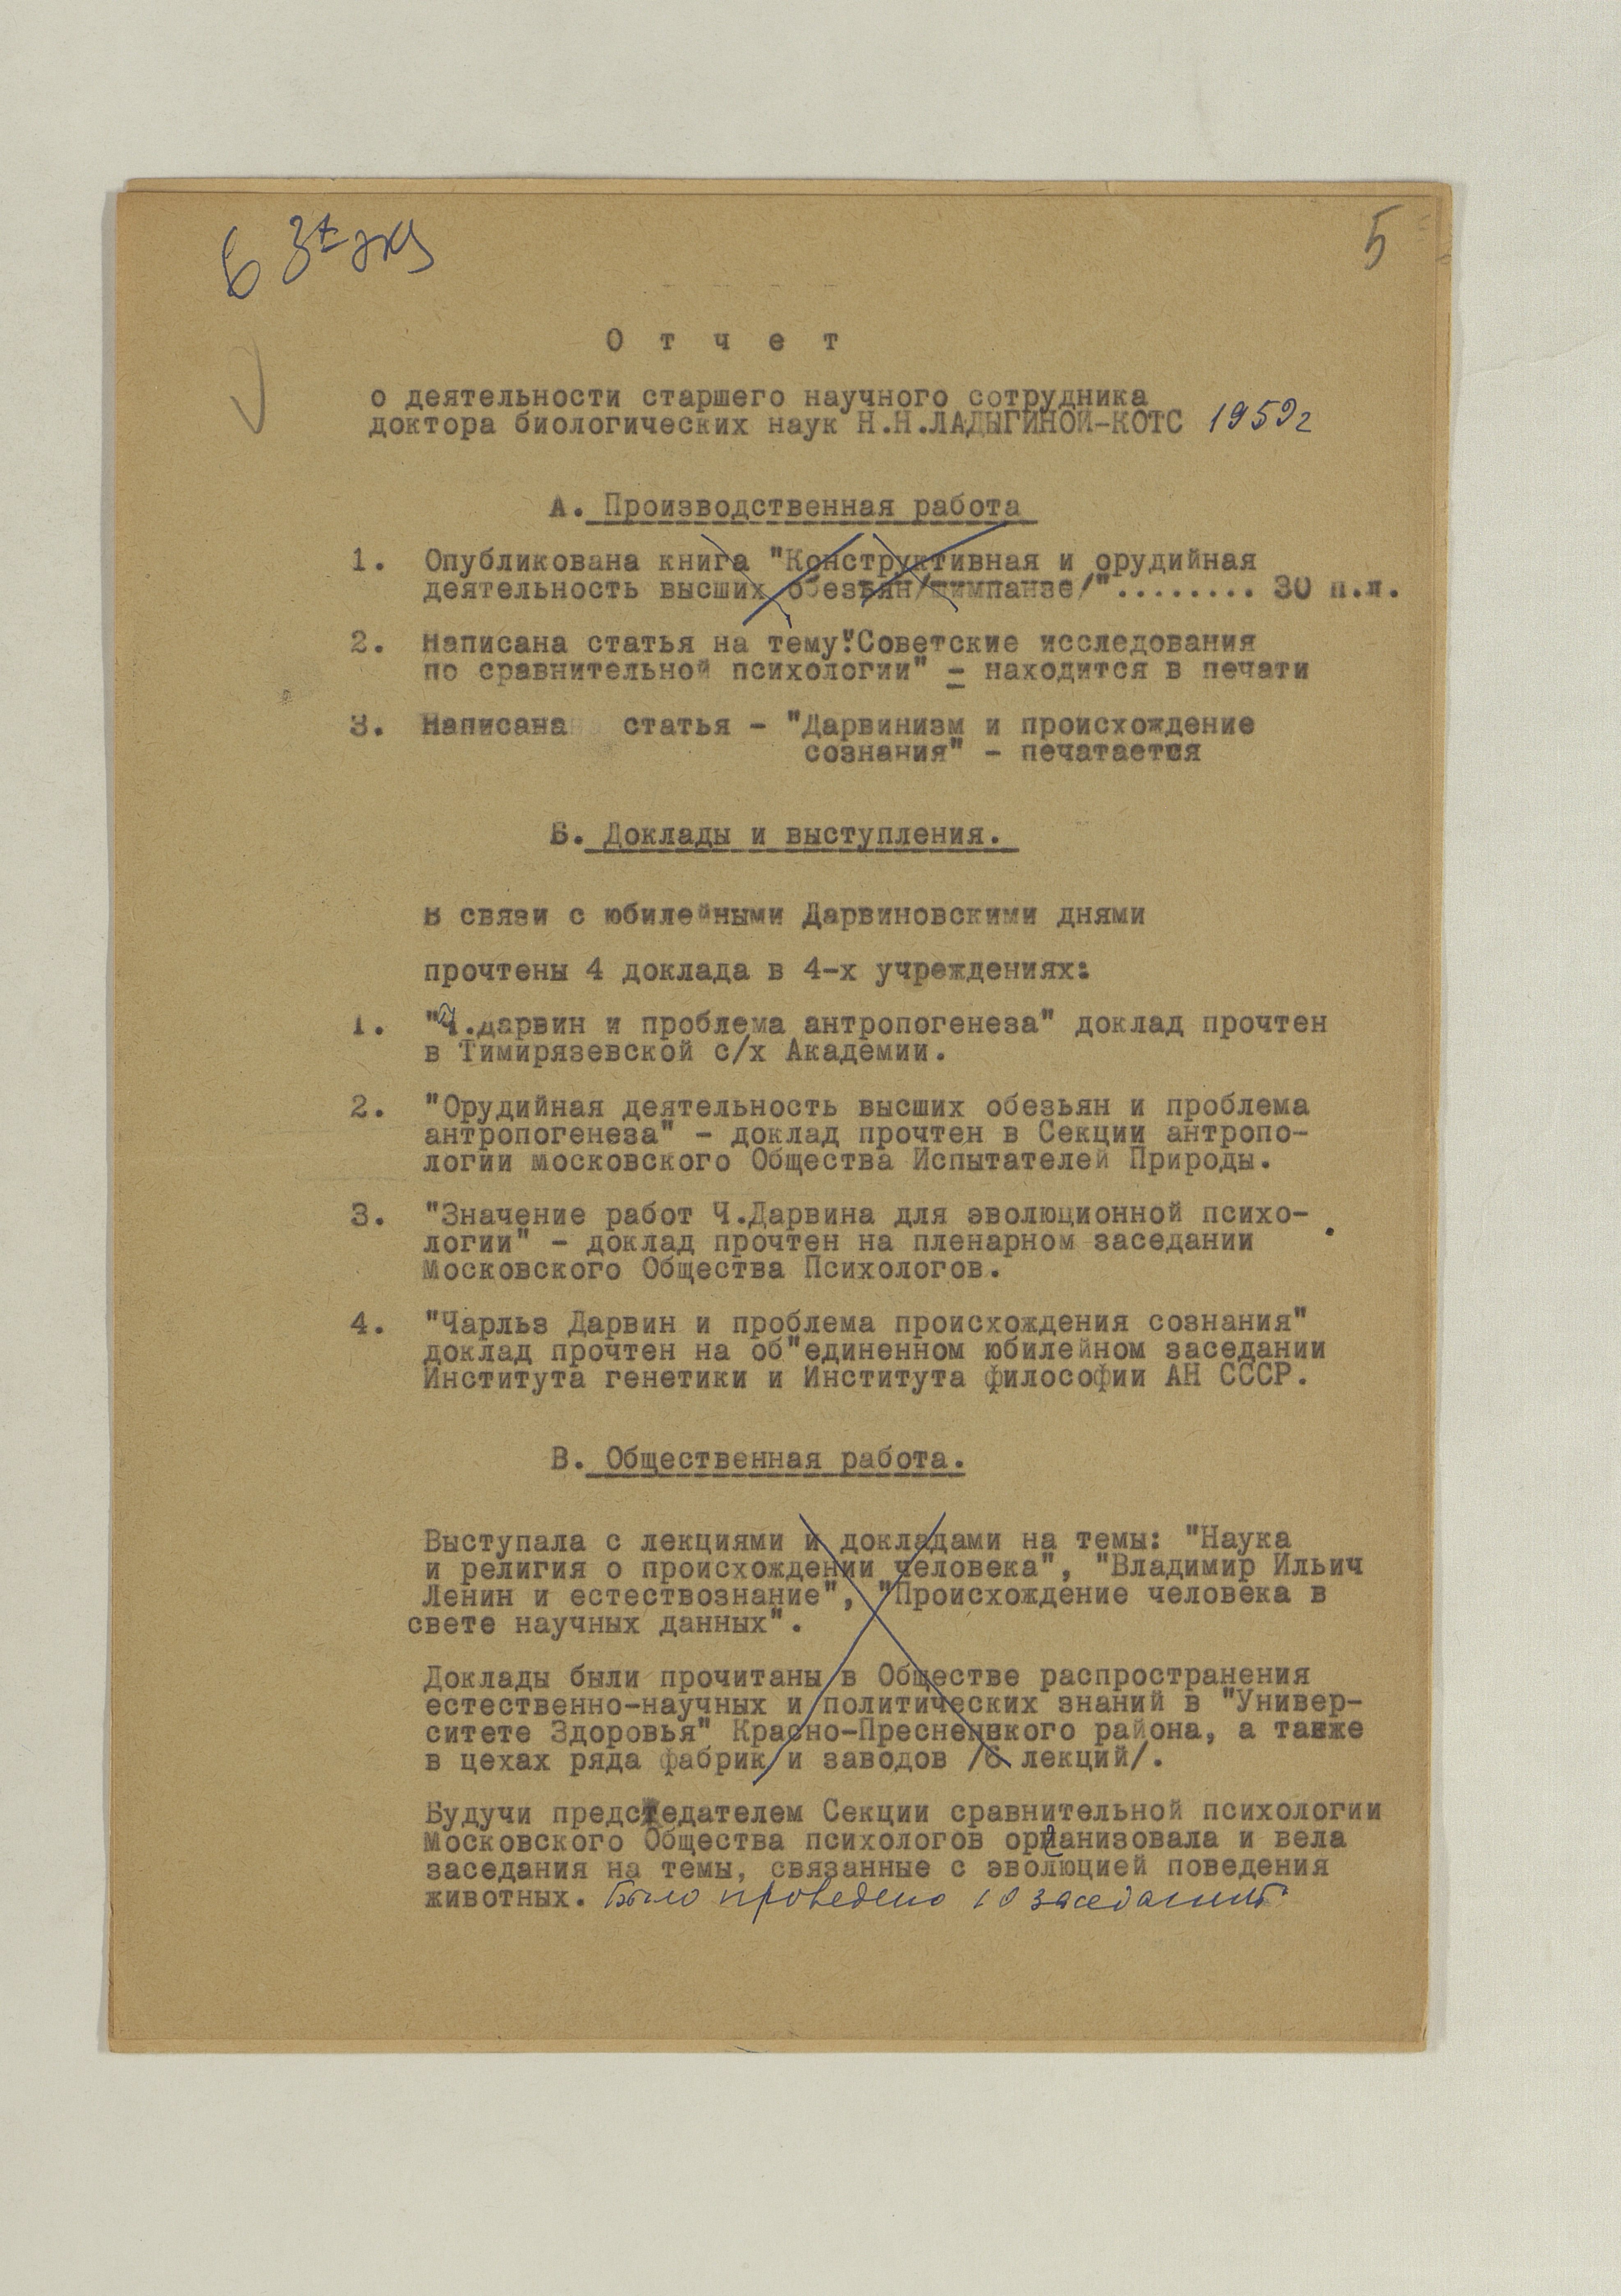 В 3х экз
5
О т ч е т
о деятельности старшего научного сотрудника
доктора биологических наук Н.Н.ЛАДЫГИНОЙ-КОТС 1959г
А. Производственная работа
1. Опубликована книга "Конструктивная и орудийная
деятельность высших обезьян/шимпанзе/"........ 30 п.л.
2. Написана статья на тему:"Советские исследования
по сравнительной психологии" - находится в печати
3. Написана статья - "Дарвинизм и происхождение
сознания" - печатается
Б. Доклады и выступления.
В связи с юбилейными Дарвиновскими днями
прочтены 4 доклада в 4-х учреждениях:
1. "Ч.Дарвин и проблема антропогенеза" доклад прочтен
в Тимирязевской с/х Академии.
2. "Орудийная деятельность высших обезьян и проблема
антропогенеза" - доклад прочтен в Секции антропо-
логии Московского Общества Испытателей Природы.
3. "Значение работ Ч.Дарвина для эволюционной психо-
логии" - доклад прочтен на пленарном заседании
Московского Общества Психологов.
4. "Чарльз Дарвин и проблема происхождения сознания"
доклад прочтен на об"единенном юбилейном заседании
Института генетики и Института философии АН СССР.
В. Общественная работа.
Выступала с лекциями и докладами на темы: "Наука
и религия о происхождении человека", "Владимир Ильич
Ленин и естествознание", "Происхождение человека в
свете научных данных".
Доклады были прочитаны в Обществе распространения
естественно-научных и политических знаний в "Универ-
ситете Здоровья" Красно-Пресненского района, а также
в цехах ряда фабрик и заводов /6 лекций/.
Будучи председателем Секции сравнительной психологии
Московского Общества психологов организовала и вела
заседания на темы, связанные с эволюцией поведения
животных. Было проведено 10 заседаний